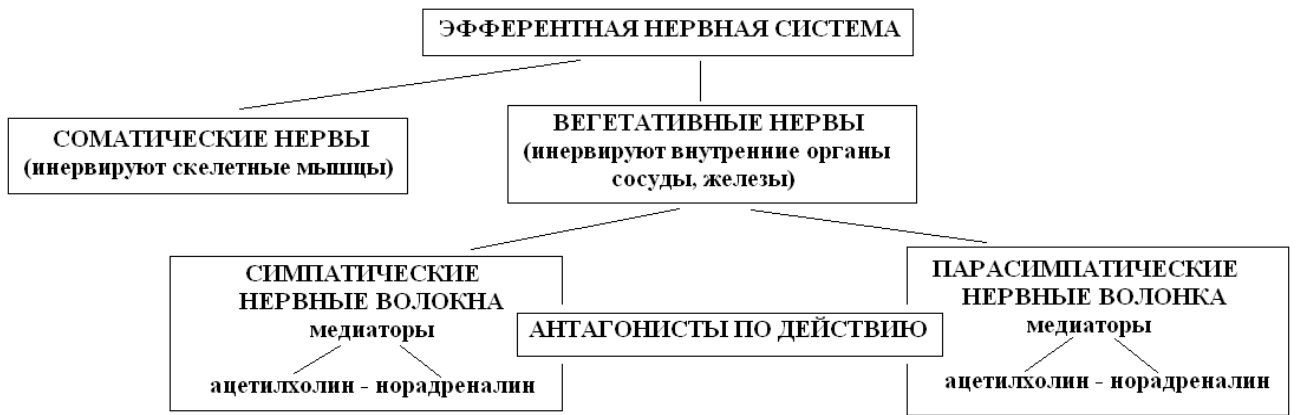 ЭФФЕРЕНТНАЯ НЕРВНАЯ СИСТЕМА
СОМАТИЧЕСКИЕ НЕРВЫ
(инервируют скелетные мышцы)
ВЕГЕТАТИВНЫЕ НЕРВЫ
(инервируют внутренние органы
сосуды, железы)
СИМПАТИЧЕСКИЕ
НЕРВНЫЕ ВОЛОКНА
медиаторы
ацетилхолин - норадреналин
АНТАГОНИСТЫ ПО ДЕЙСТВИЮ
ПАРАСИМПАТИЧЕСКИЕ
НЕРВНЫЕ ВОЛОНКА
медиаторы
ацетилхолин - норадреналин